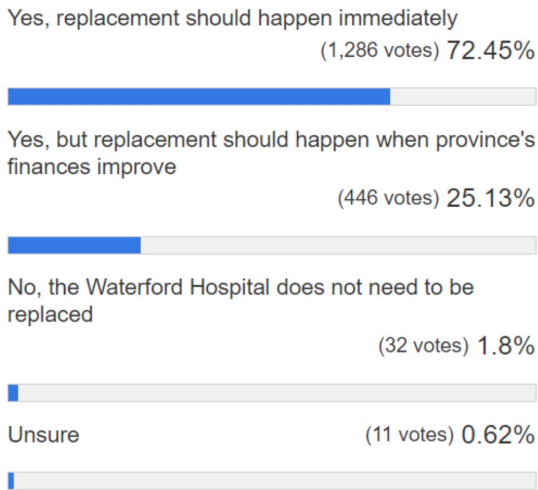 Yes, replacement should happen immediately
(1,286 votes) 72.45%
Yes, but replacement should happen when province's
finances improve
(446 votes) 25.13%
No, the Waterford Hospital does not need to be
replaced
(32 votes) 1.8%
Unsure (11 votes) 0.62%